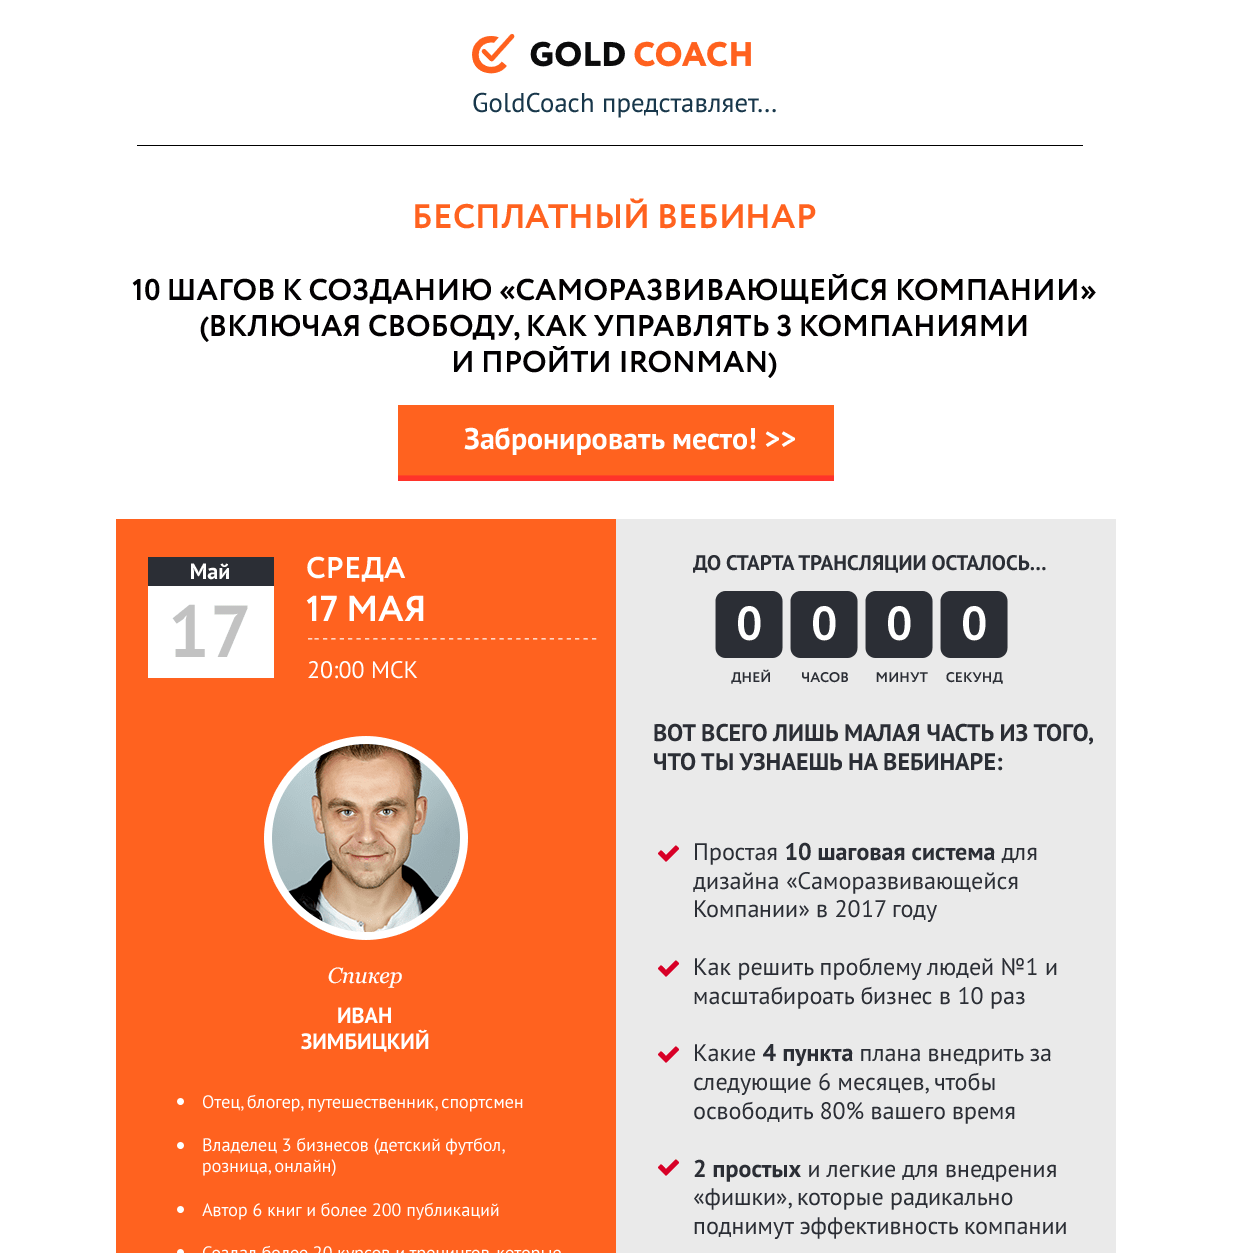 GOLD COACH
GoldCoach представляет...
БЕСПЛАТНЫЙ ВЕБИНАР
10 ШАГОВ К СОЗДАНИЮ «САМОРАЗВИВАЮЩЕЙСЯ КОМПАНИИ»
(ВКЛЮЧАЯ СВОБОДУ, КАК УПРАВЛЯТЬ 3 КОМПАНИЯМИ
И ПРОЙТИ IRONMAN)
Забронировать место! >>
Май
17
СРЕДА
17 МАЯ
20:00 МСК
Спикер
ИВАН
ЗИМБИЦКИЙ
Отец, блогер, путешественник, спортсмен
Владелец 3 бизнесов (детский футбол,
розница, онлайн)
Автор 6 книг и более 200 публикаций
Создал более 20 курсов и тренингов, которые
ДО СТАРТА ТРАНСЛЯЦИИ ОСТАЛОСЬ...
0 0 0 0
ДНЕЙ ЧАСОВ МИНУТ СЕКУНД
ВОТ ВСЕГО ЛИШЬ МАЛАЯ ЧАСТЬ ИЗ ТОГО,
ЧТО ТЫ УЗНАЕШЬ НА ВЕБИНАРЕ:
Простая 10 шаговая система для
дизайна «Саморазвивающейся
Компании» в 2017 году
Как решить проблему людей №1 и
масштабироать бизнес в 10 раз
Какие 4 пункта плана внедрить за
следующие 6 месяцев, чтобы
освободить 80% вашего время
2 простых и легкие для внедрения
«фишки», которые радикально
поднимут эффективность компании